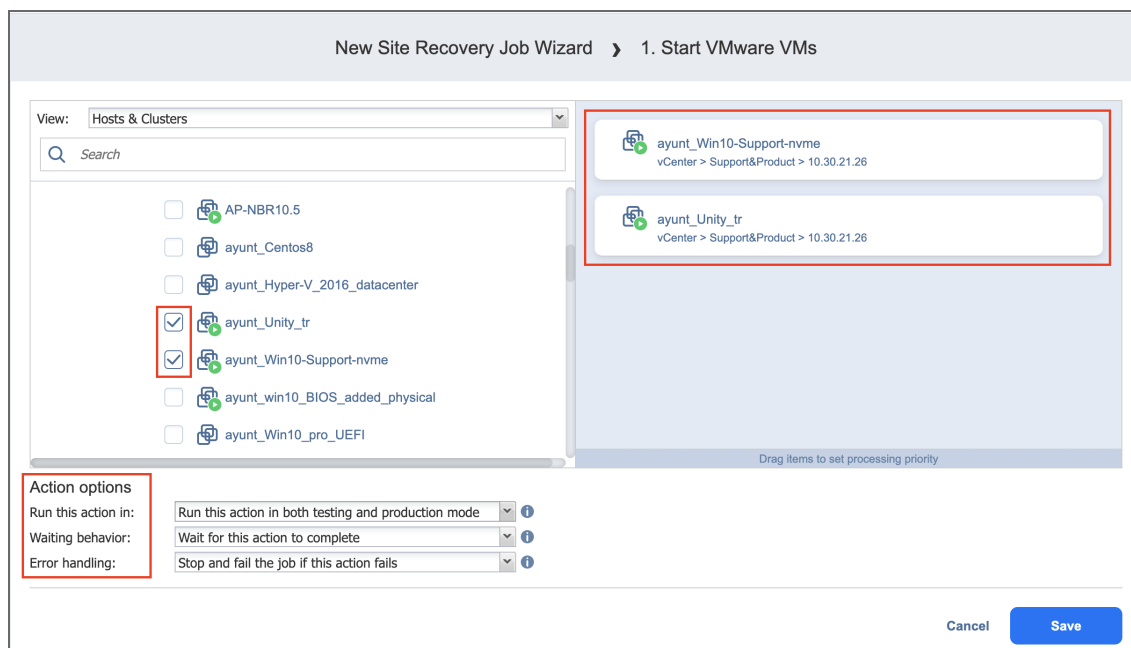 New Site Recovery Job Wizard ❯ 1. Start VMware VMs
View: Hosts & Clusters
Search
AP-NBR10.5
ayunt_Centos8
ayunt_Hyper-V_2016_datacenter
ayunt_Unity_tr
ayunt_Win10-Support-nvme
ayunt_win10_BIOS_added_physical
ayunt_Win10_pro_UEFI
ayunt_Win10-Support-nvme
vCenter > Support&Product > 10.30.21.26
ayunt_Unity_tr
vCenter > Support&Product > 10.30.21.26
Drag items to set processing priority
Action options
Run this action in: Run this action in both testing and production mode
Waiting behavior: Wait for this action to complete
Error handling: Stop and fail the job if this action fails
Cancel Save